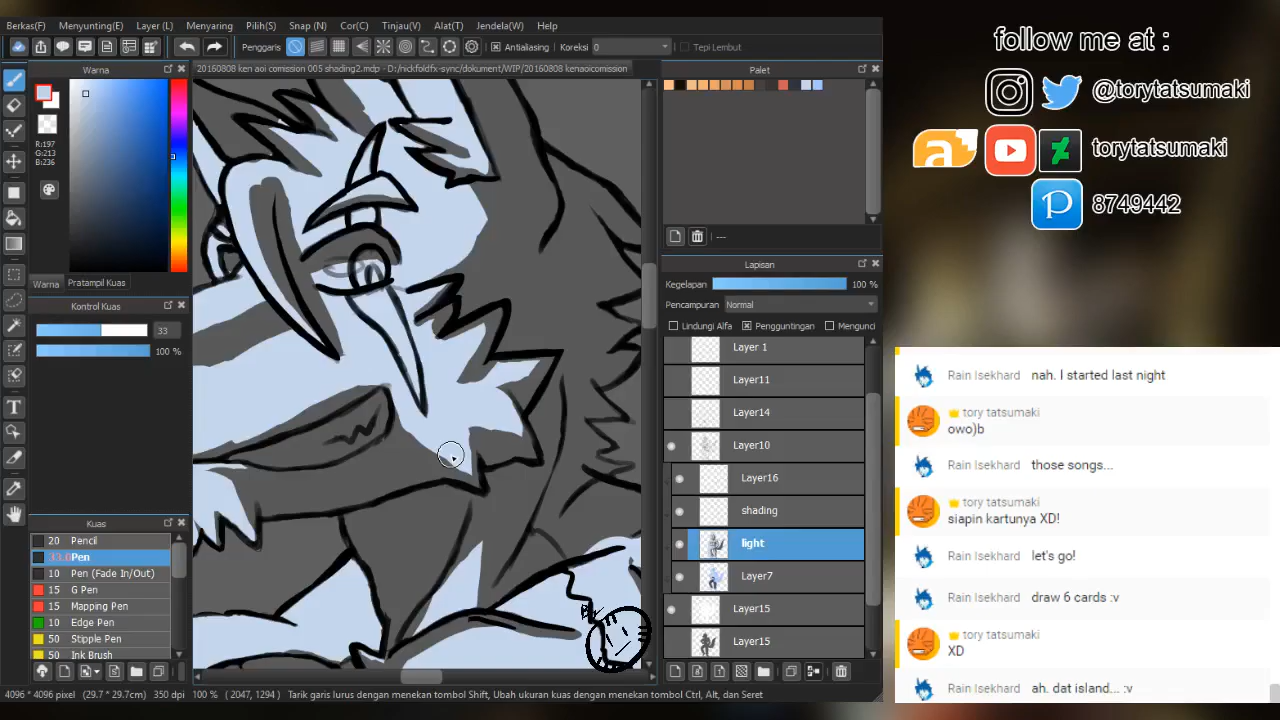 Berkas(F) Menyunting(E) Layer (L) Menyaring Pilih(S) Snap (N) Cor(C) Tinjau(V) Alat(T) Jendela(W) Help
Penggaris Antialiasing Koreksi 0 Tepi Lembut
Warna
R:197
G:213
B:236
Warna Pratampil Kuas
Kontrol Kuas
33
100 %
Kuas
20 Pencil
33.0 Pen
10 Pen (Fade In/Out)
15 G Pen
15 Mapping Pen
10 Edge Pen
50 Stipple Pen
50 Ink Brush
20160808 ken aoi comission 005 shading2.mdp - D:/nickfoldfx-sync/dokument/WIP/20160808 kenaoicomission
Palet
---
Lapisan
Kegelapan 100 %
Pencampuran Normal
Lindungi Alfa Pengguntingan Mengunci
Layer 1
Layer11
Layer14
Layer10
Layer16
shading
light
Layer7
Layer15
Layer15
4096 * 4096 pixel (29.7 * 29.7cm) 350 dpi 100 % ( 2047, 1294 ) Tarik garis lurus dengan menekan tombol Shift, Ubah ukuran kuas dengan menekan tombol Ctrl, Alt, dan Seret
follow me at :
@torytatsumaki
torytatsumaki
8749442
Rain Isekhard nah. I started last night
tory tatsumaki
owo)b
Rain Isekhard those songs...
tory tatsumaki
siapin kartunya XD!
Rain Isekhard let's go!
Rain Isekhard draw 6 cards :v
tory tatsumaki
XD
Rain Isekhard ah. dat island... :v